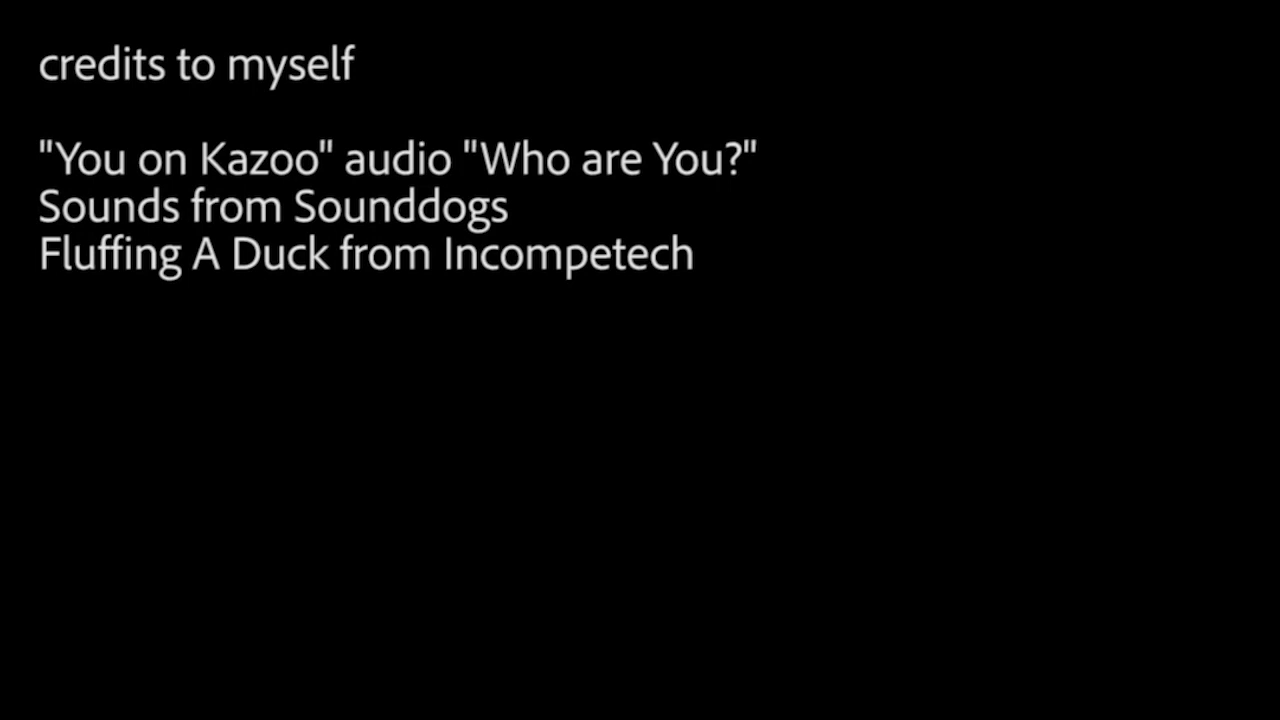 credits to myself
"You on Kazoo" audio "Who are You?"
Sounds from Sounddogs
Fluffing A Duck from Incompetech